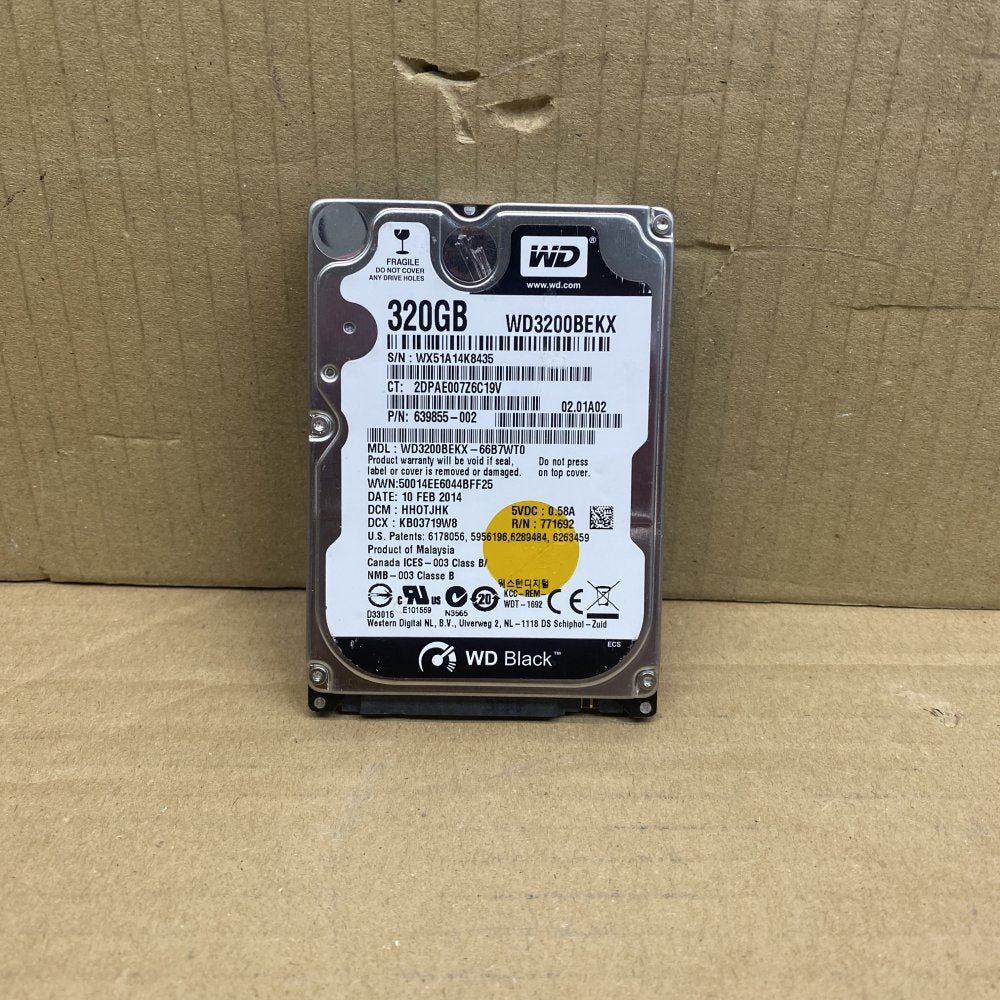 FRAGILE
DO NOT COVER
ANY DRIVE HOLES
WD®
www.wd.com
320GB WD3200BEKX
S/N : WX51A14K8435
CT: 2DPAE007Z6C19V
02.01A02
P/N: 639855-002
MDL : WD3200BEKX-66B7WT0
Product warranty will be void if seal,
label or cover is removed or damaged.
Do not press
on top cover.
WWN:50014EE6044BFF25
DATE: 10 FEB 2014
DCM : HHOTJHK 5VDC : 0.58A
DCX : KB03719W8 R/N : 771692
U.S. Patents: 6178056, 5956196,6289484, 6263459
Product of Malaysia
Canada ICES-003 Class B/
NMB-003 Classe B
웨스턴디지털
KCC-REM-
WDT-1692
D33015
c RU us
E101559
N3565
20
CE
Western Digital NL, B.V., Ulverweg 2, NL-1118 DS Schiphol-Zuid
ECS
WD Black™